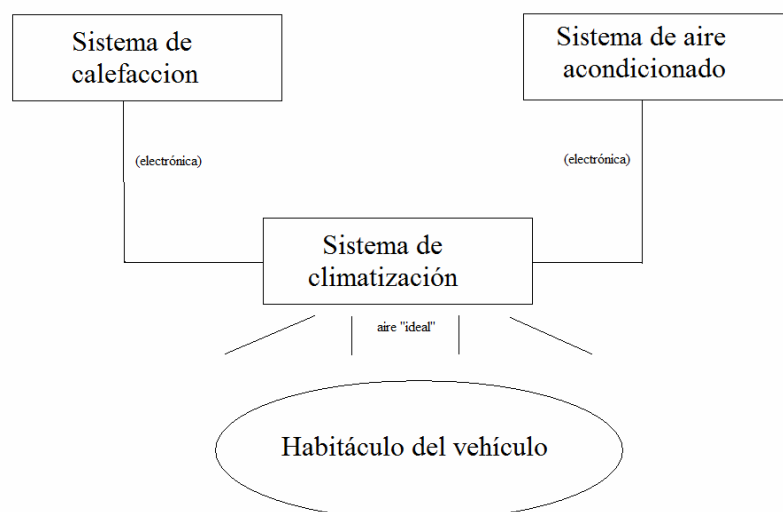 Sistema de
calefaccion
Sistema de aire
acondicionado
(electrónica)
(electrónica)
Sistema de
climatización
aire "ideal"
Habitáculo del vehículo